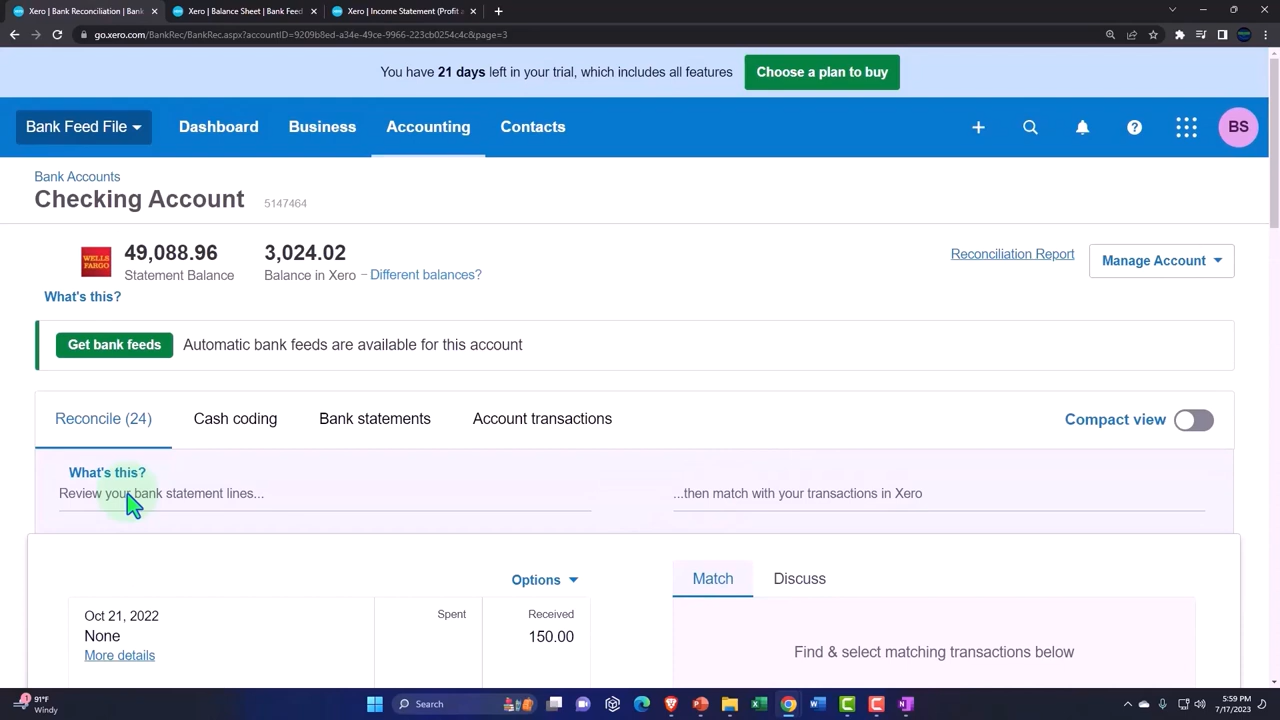 Xero | Bank Reconciliation | Bank
Xero | Balance Sheet | Bank Feed
Xero | Income Statement (Profit a
go.xero.com/BankRec/BankRec.aspx?accountID=9209b8ed-a34e-49ce-9966-223cb0254c4c&page=3
You have 21 days left in your trial, which includes all features
Choose a plan to buy
Bank Feed File
Dashboard
Business
Accounting
Contacts
BS
Bank Accounts
Checking Account 5147464
WELLS FARGO
49,088.96
Statement Balance
3,024.02
Balance in Xero – Different balances?
What's this?
Reconciliation Report
Manage Account
Get bank feeds
Automatic bank feeds are available for this account
Reconcile (24)
Cash coding
Bank statements
Account transactions
Compact view
What's this?
Review your bank statement lines...
...then match with your transactions in Xero
Options
Match
Discuss
Oct 21, 2022
None
More details
Spent
Received
150.00
Find & select matching transactions below
91°F
Windy
Search
5:59 PM
7/17/2023